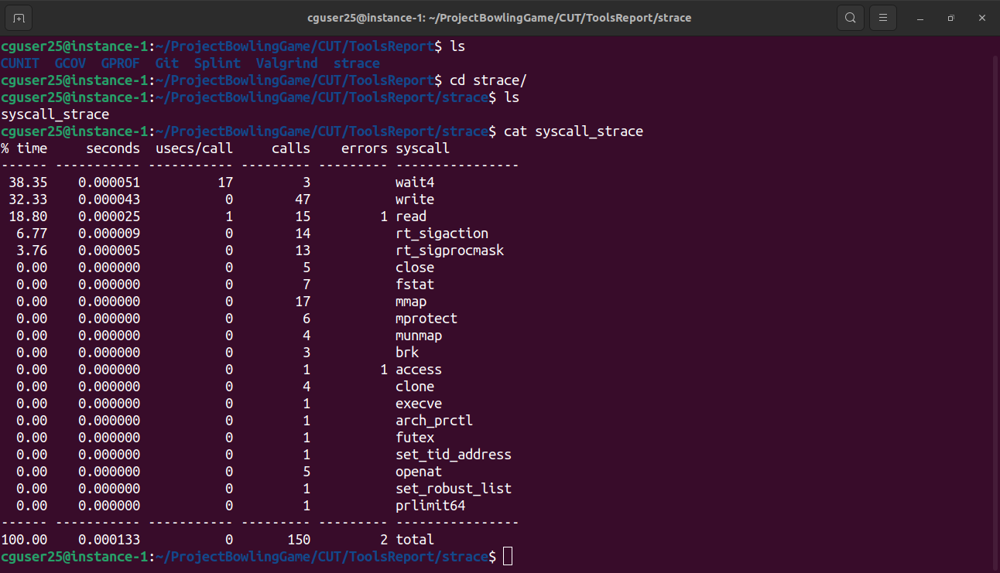 cguser25@instance-1: ~/ProjectBowlingGame/CUT/ToolsReport/strace
cguser25@instance-1:~/ProjectBowlingGame/CUT/ToolsReport$ ls
CUNIT  GCOV  GPROF  Git  Splint  Valgrind  strace
cguser25@instance-1:~/ProjectBowlingGame/CUT/ToolsReport$ cd strace/
cguser25@instance-1:~/ProjectBowlingGame/CUT/ToolsReport/strace$ ls
syscall_strace
cguser25@instance-1:~/ProjectBowlingGame/CUT/ToolsReport/strace$ cat syscall_strace
% time     seconds  usecs/call     calls    errors syscall
------ ----------- ----------- --------- --------- ----------------
 38.35    0.000051          17         3           wait4
 32.33    0.000043           0        47           write
 18.80    0.000025           1        15         1 read
  6.77    0.000009           0        14           rt_sigaction
  3.76    0.000005           0        13           rt_sigprocmask
  0.00    0.000000           0         5           close
  0.00    0.000000           0         7           fstat
  0.00    0.000000           0        17           mmap
  0.00    0.000000           0         6           mprotect
  0.00    0.000000           0         4           munmap
  0.00    0.000000           0         3           brk
  0.00    0.000000           0         1         1 access
  0.00    0.000000           0         4           clone
  0.00    0.000000           0         1           execve
  0.00    0.000000           0         1           arch_prctl
  0.00    0.000000           0         1           futex
  0.00    0.000000           0         1           set_tid_address
  0.00    0.000000           0         5           openat
  0.00    0.000000           0         1           set_robust_list
  0.00    0.000000           0         1           prlimit64
------ ----------- ----------- --------- --------- ----------------
100.00    0.000133           0       150         2 total
cguser25@instance-1:~/ProjectBowlingGame/CUT/ToolsReport/strace$